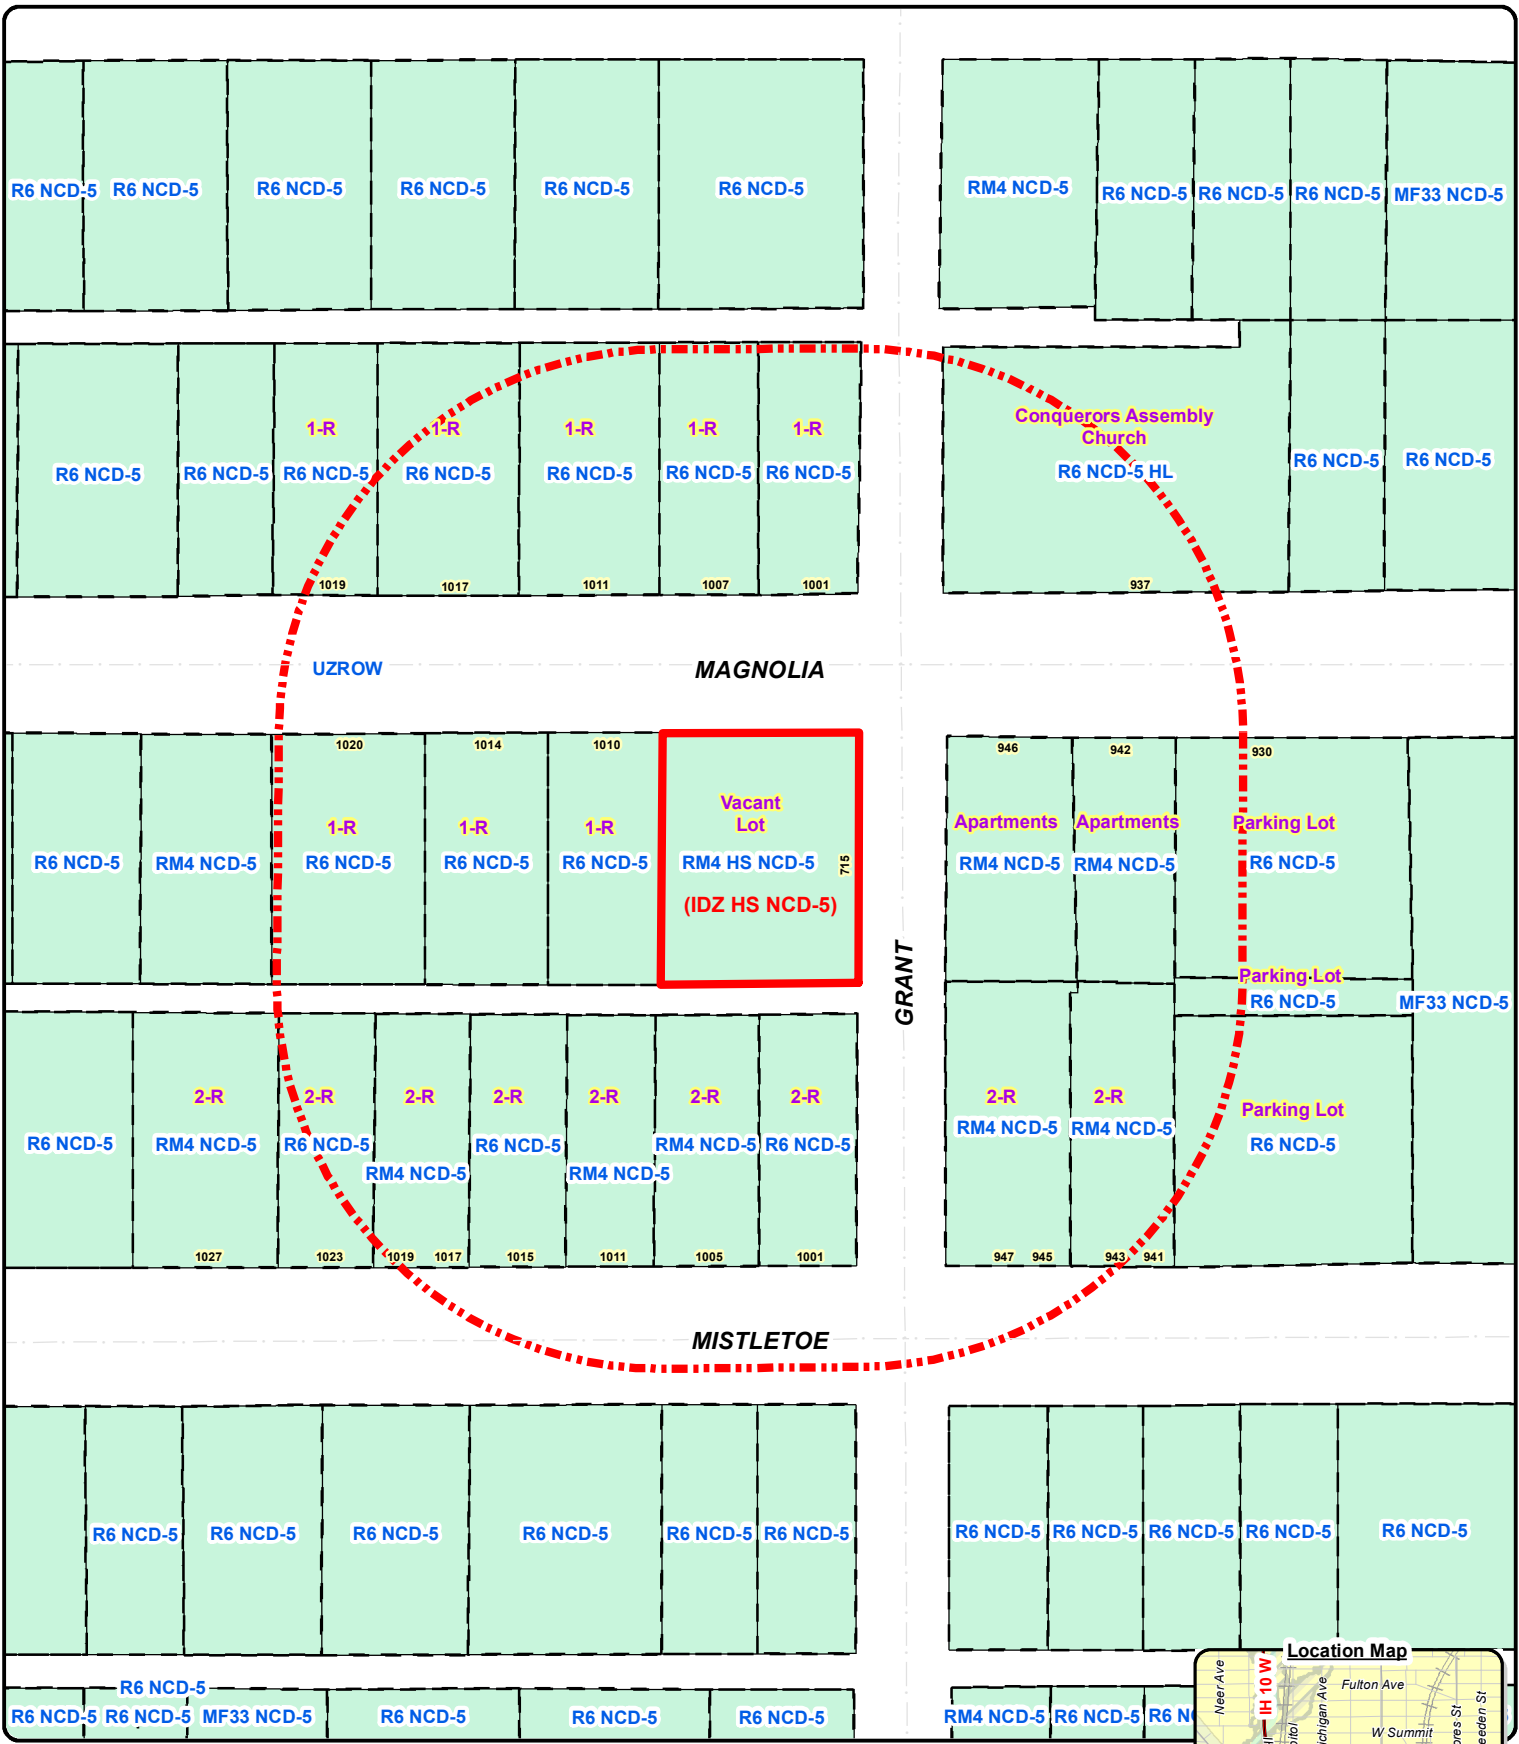 R6 NCD-5 R6 NCD-5 R6 NCD-5 R6 NCD-5 R6 NCD-5 R6 NCD-5 RM4 NCD-5 R6 NCD-5 R6 NCD-5 R6 NCD-5 MF33 NCD-5
1-R 1-R 1-R 1-R 1-R Conquerors Assembly
Church
R6 NCD-5 R6 NCD-5 R6 NCD-5 R6 NCD-5 R6 NCD-5 R6 NCD-5 R6 NCD-5 R6 NCD-5 HL R6 NCD-5 R6 NCD-5
1019 1017 1011 1007 1001 937
UZROW MAGNOLIA
1020 1014 1010 946 942 930
Vacant
Lot
1-R 1-R 1-R Apartments Apartments Parking Lot
R6 NCD-5 RM4 NCD-5 R6 NCD-5 R6 NCD-5 R6 NCD-5 RM4 HS NCD-5 715 RM4 NCD-5 RM4 NCD-5 R6 NCD-5
(IDZ HS NCD-5)
GRANT
Parking Lot
R6 NCD-5 MF33 NCD-5
2-R 2-R 2-R 2-R 2-R 2-R 2-R 2-R 2-R Parking Lot
R6 NCD-5 RM4 NCD-5 R6 NCD-5 RM4 NCD-5 R6 NCD-5 RM4 NCD-5 RM4 NCD-5 R6 NCD-5 RM4 NCD-5 RM4 NCD-5 R6 NCD-5
1027 1023 1019 1017 1015 1011 1005 1001 947 945 943 941
MISTLETOE
R6 NCD-5 R6 NCD-5 R6 NCD-5 R6 NCD-5 R6 NCD-5 R6 NCD-5 R6 NCD-5 R6 NCD-5 R6 NCD-5 R6 NCD-5 R6 NCD-5
R6 NCD-5
R6 NCD-5 R6 NCD-5 MF33 NCD-5 R6 NCD-5 R6 NCD-5 R6 NCD-5 RM4 NCD-5 R6 NCD-5 R6
Location Map
Neer Ave
IH 10 W
Fulton Ave
W Summit